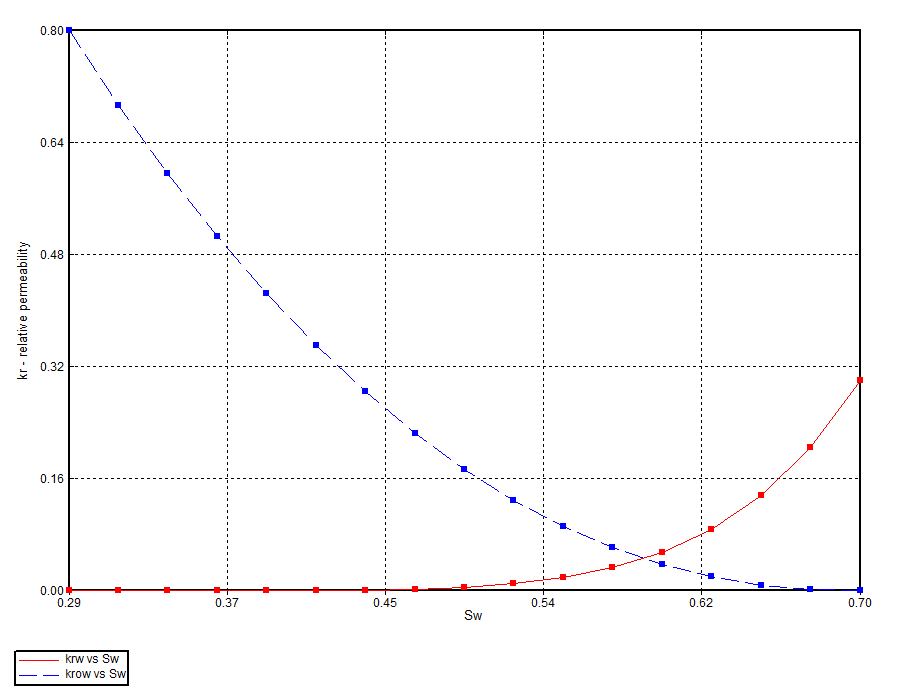 0.80
0.64
0.48
0.32
0.16
0.00
kr - relative permeability
0.29 0.37 0.45 0.54 0.62 0.70
Sw
krw vs Sw
krow vs Sw